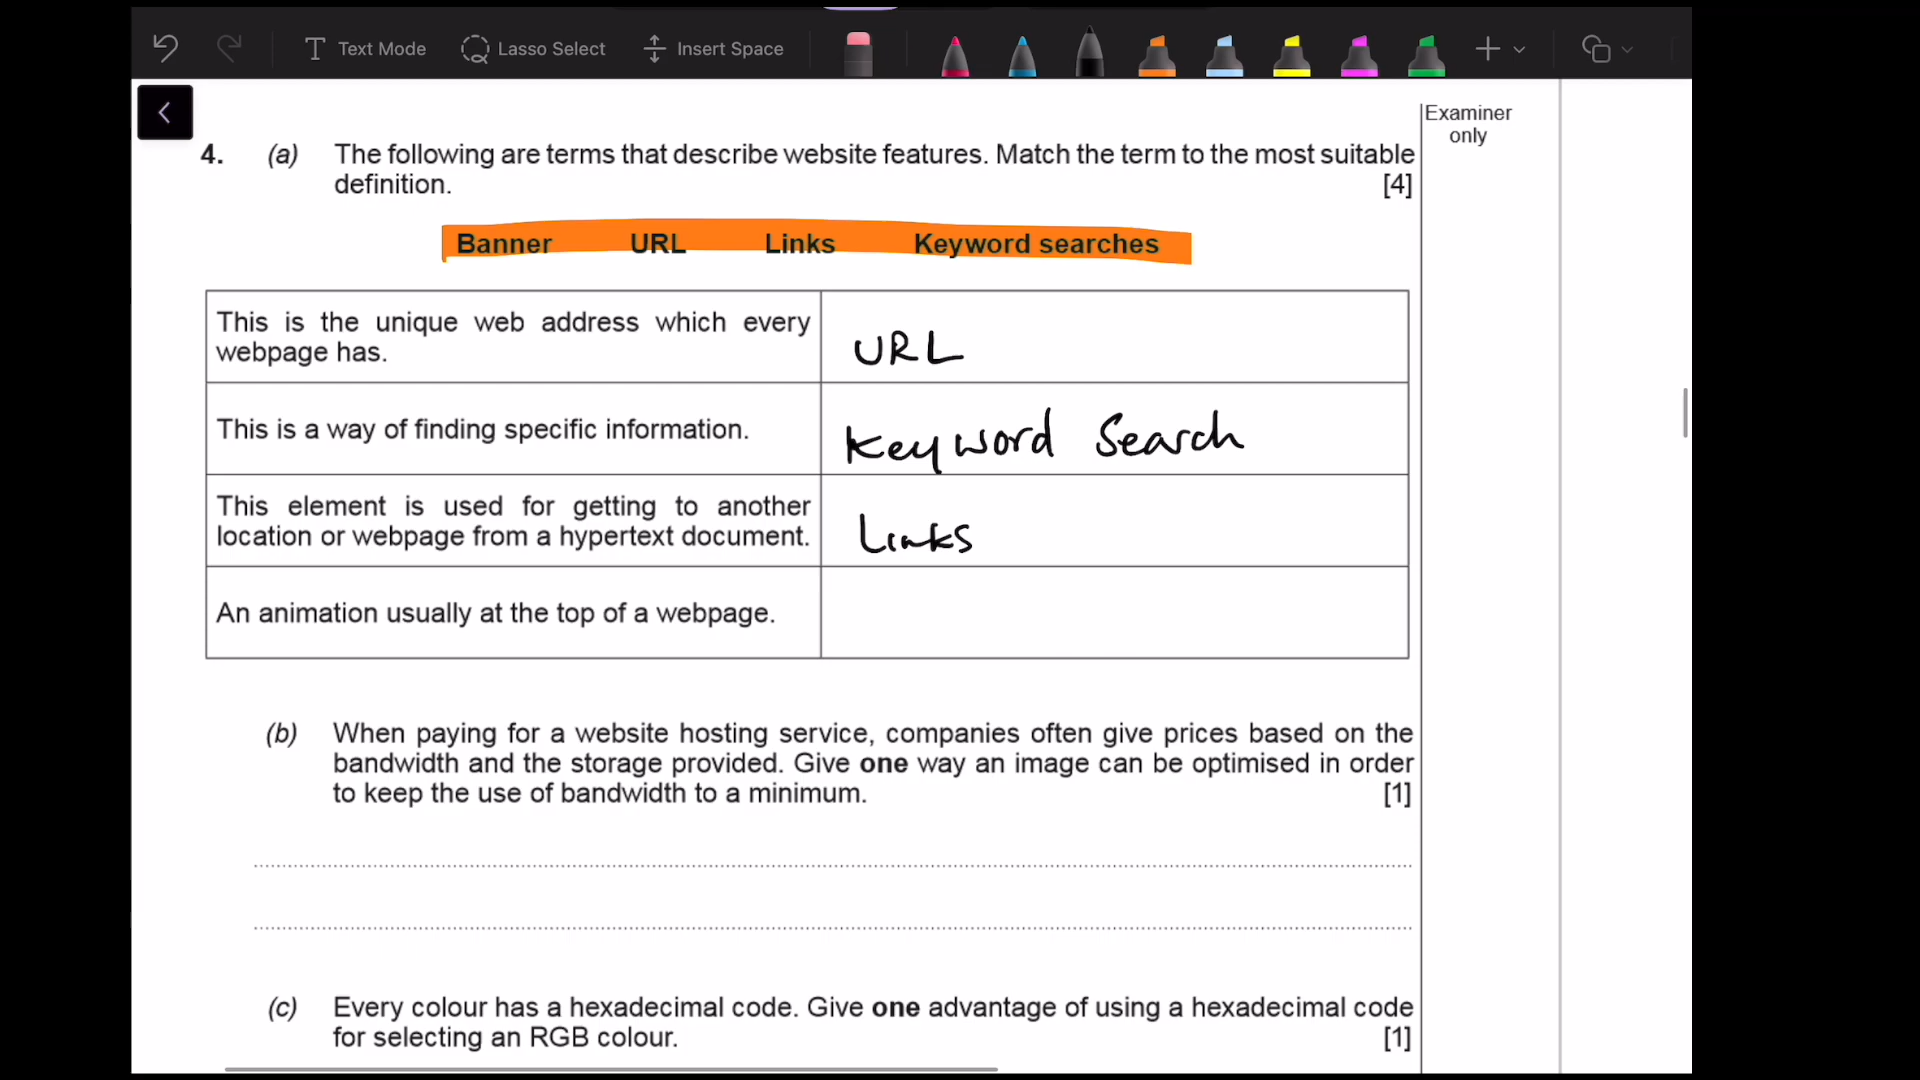 Text Mode Lasso Select Insert Space
Examiner
only
4. (a) The following are terms that describe website features. Match the term to the most suitable
definition. [4]
Banner URL Links Keyword searches
This is the unique web address which every
webpage has.
URL
This is a way of finding specific information.
Keyword Search
This element is used for getting to another
location or webpage from a hypertext document.
Links
An animation usually at the top of a webpage.
(b) When paying for a website hosting service, companies often give prices based on the
bandwidth and the storage provided. Give one way an image can be optimised in order
to keep the use of bandwidth to a minimum. [1]
(c) Every colour has a hexadecimal code. Give one advantage of using a hexadecimal code
for selecting an RGB colour. [1]